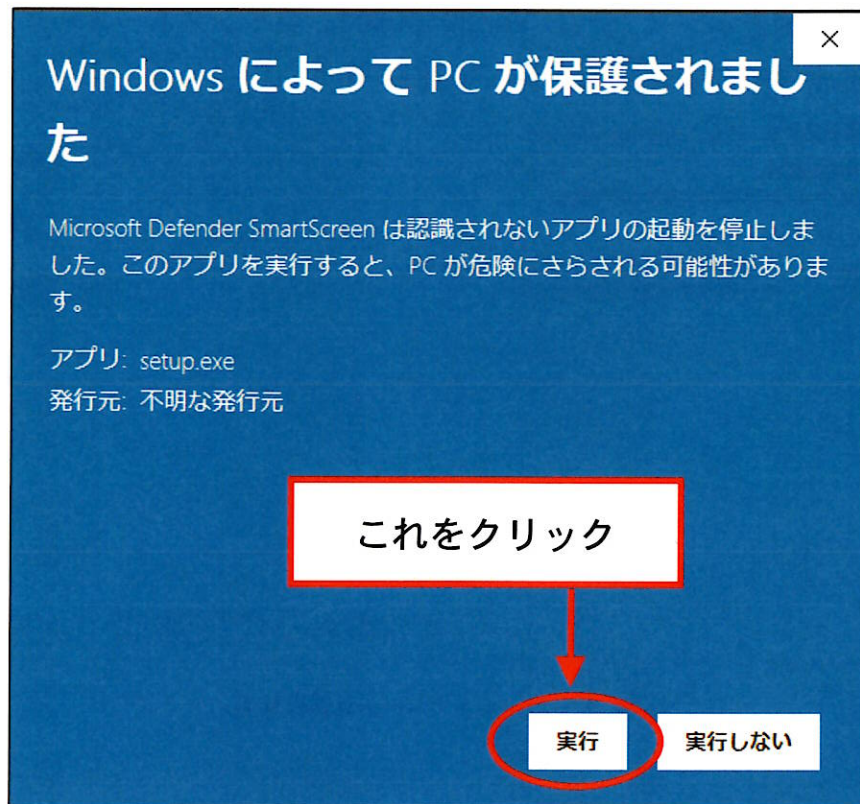 Windows によって PC が保護されまし
た
Microsoft Defender SmartScreen は認識されないアプリの起動を停止しま
した。このアプリを実行すると、PC が危険にさらされる可能性がありま
す。
アプリ: setup.exe
発行元: 不明な発行元
これをクリック
実行 実行しない